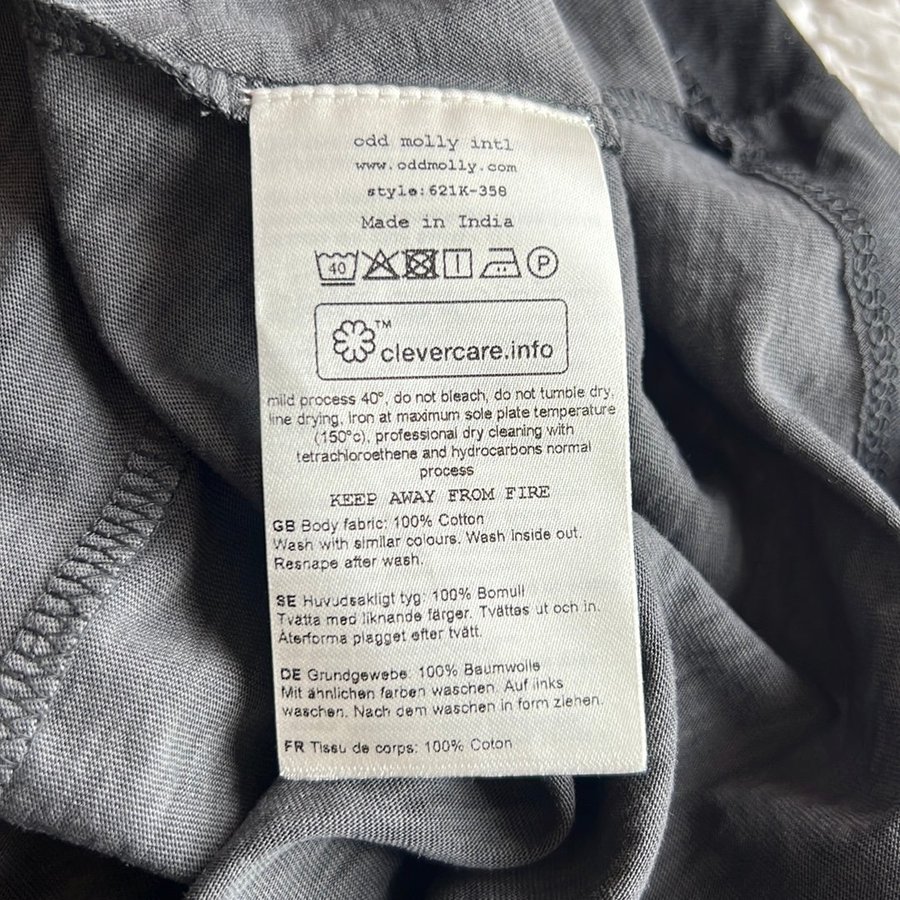 odd molly intl
www.oddmolly.com
style:621K-358
Made in India
40 P
TM
clevercare.info
mild process 40°, do not bleach, do not tumble dry,
line drying, Iron at maximum sole plate temperature
(150°c), professional dry cleaning with
tetrachloroethene and hydrocarbons normal
process
KEEP AWAY FROM FIRE
GB Body fabric: 100% Cotton
Wash with similar colours. Wash Inside out.
Reshape after wash.
SE Huvudsakligt tyg: 100% Bomull
Tvätta med liknande färger. Tvättas ut och in.
Återforma plagget efter tvätt.
DE Grundgewebe: 100% Baumwolle
Mit ähnlichen farben waschen. Auf links
waschen. Nach dem waschen in form ziehen.
FR Tissu de corps: 100% Coton